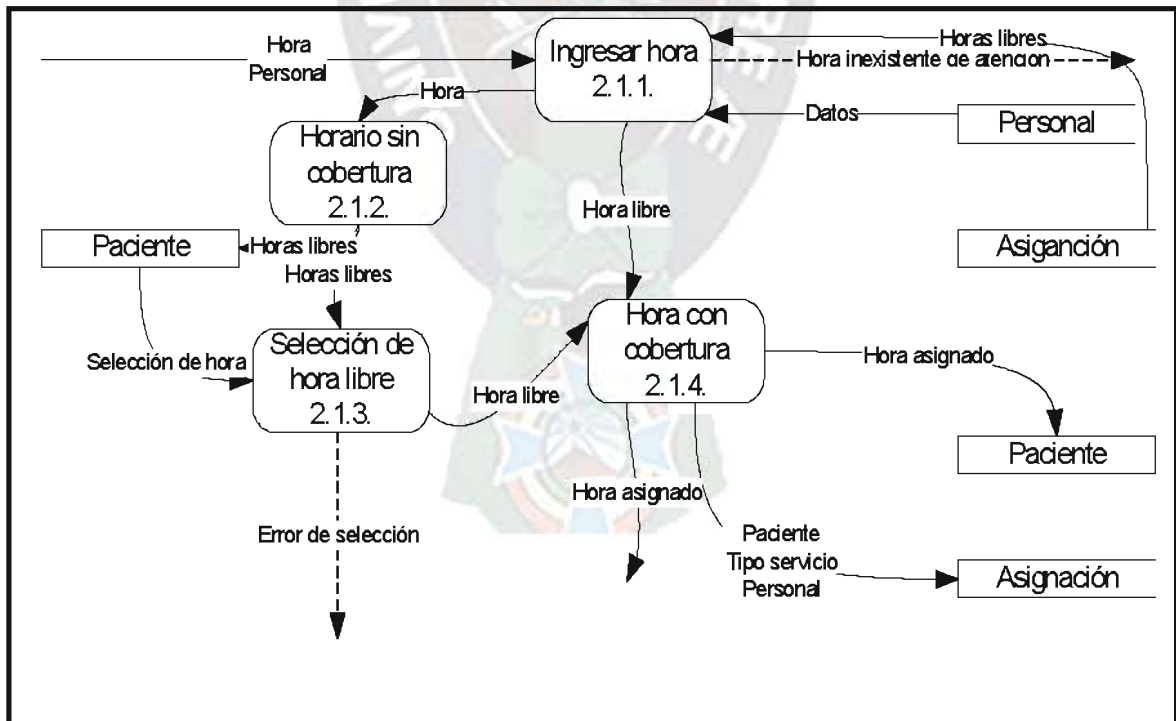 Hora
Personal
Ingresar hora
2.1.1.
Horas libres
Hora inexistente de atención
Hora
Datos
Personal
Horario sin
cobertura
2.1.2.
Hora libre
Paciente
Horas libres
Horas libres
Asigançión
Selección de hora
Selección de
hora libre
2.1.3.
Hora libre
Hora con
cobertura
2.1.4.
Hora asignado
Paciente
Hora asignado
Error de selección
Paciente
Tipo servicio
Personal
Asignación